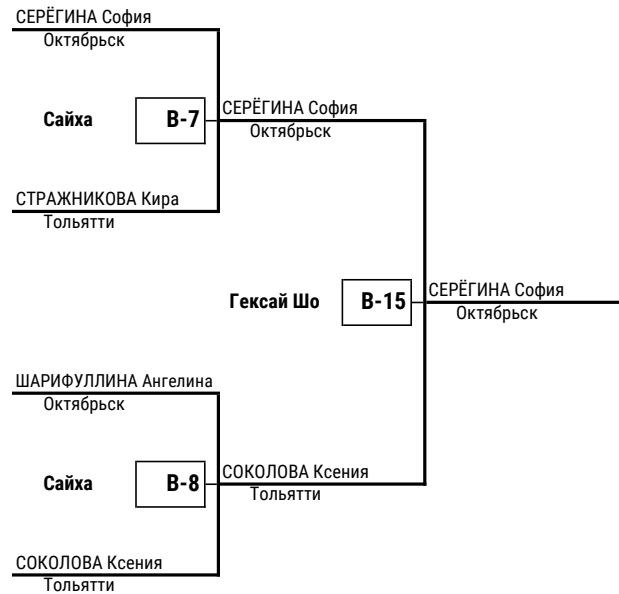 СЕРЁГИНА София
Октябрьск
Сайха
B-7
СЕРЁГИНА София
Октябрьск
СТРАЖНИКОВА Кира
Тольятти
Гексай Шо
B-15
СЕРЁГИНА София
Октябрьск
ШАРИФУЛЛИНА Ангелина
Октябрьск
Сайха
B-8
СОКОЛОВА Ксения
Тольятти
СОКОЛОВА Ксения
Тольятти